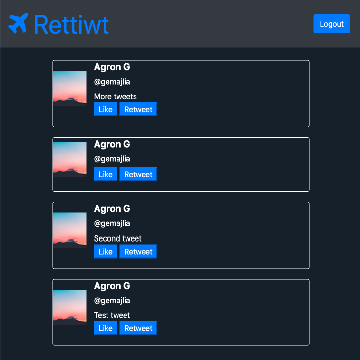 Rettiwt
Logout
Agron G
@gemajlia
More tweets
Like Retweet
Agron G
@gemajlia
Like Retweet
Agron G
@gemajlia
Second tweet
Like Retweet
Agron G
@gemajlia
Test tweet
Like Retweet